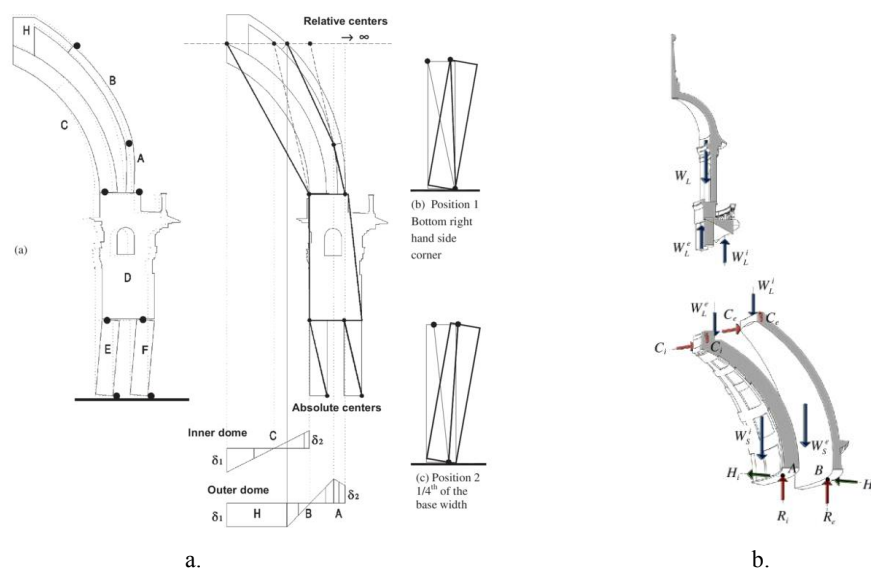 H
B
C
A
(a)
D
E
F
Relative centers
→ ∞
Absolute centers
Inner dome
C
δ1
δ2
Outer dome
δ1
H
B
A
δ2
(b) Position 1
Bottom right
hand side
corner
(c) Position 2
1/4th of the
base width
a.
W_L
W_L^e
W_L^i
W_L^e
C_e
W_L^i
C_e
C_i
C_i
W_S^i
W_S^e
H_i
A
B
H
R_i
R_e
b.